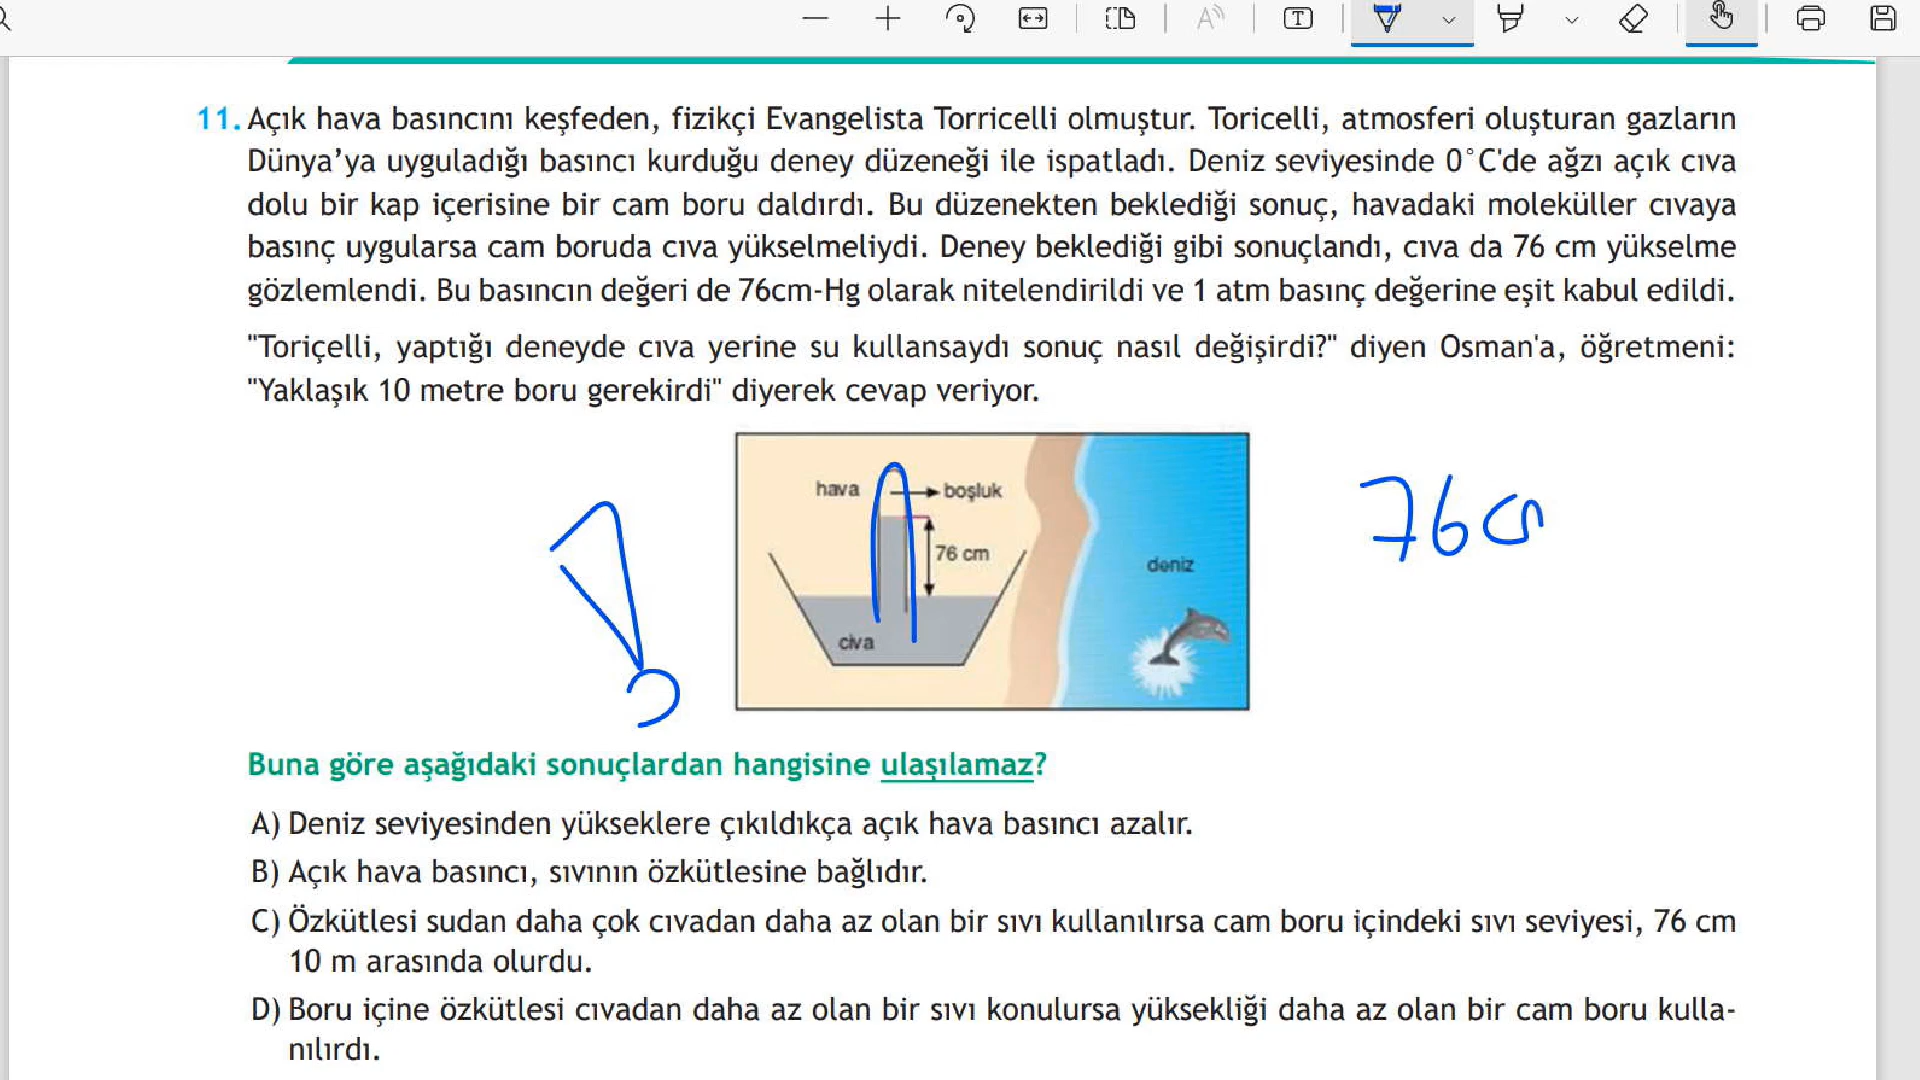 11. Açık hava basıncını keşfeden, fizikçi Evangelista Torricelli olmuştur. Toricelli, atmosferi oluşturan gazların
Dünya’ya uyguladığı basıncı kurduğu deney düzeneği ile ispatladı. Deniz seviyesinde 0°C'de ağzı açık cıva
dolu bir kap içerisine bir cam boru daldırdı. Bu düzenekten beklediği sonuç, havadaki moleküller cıvaya
basınç uygularsa cam boruda cıva yükselmeliydi. Deney beklediği gibi sonuçlandı, cıva da 76 cm yükselme
gözlemlendi. Bu basıncın değeri de 76cm-Hg olarak nitelendirildi ve 1 atm basınç değerine eşit kabul edildi.
"Toriçelli, yaptığı deneyde cıva yerine su kullansaydı sonuç nasıl değişirdi?" diyen Osman'a, öğretmeni:
"Yaklaşık 10 metre boru gerekirdi" diyerek cevap veriyor.
hava
boşluk
76 cm
civa
deniz
76cm
Buna göre aşağıdaki sonuçlardan hangisine ulaşılamaz?
A) Deniz seviyesinden yükseklere çıkıldıkça açık hava basıncı azalır.
B) Açık hava basıncı, sıvının özkütlesine bağlıdır.
C) Özkütlesi sudan daha çok cıvadan daha az olan bir sıvı kullanılırsa cam boru içindeki sıvı seviyesi, 76 cm
10 m arasında olurdu.
D) Boru içine özkütlesi cıvadan daha az olan bir sıvı konulursa yüksekliği daha az olan bir cam boru kulla-
nılırdı.